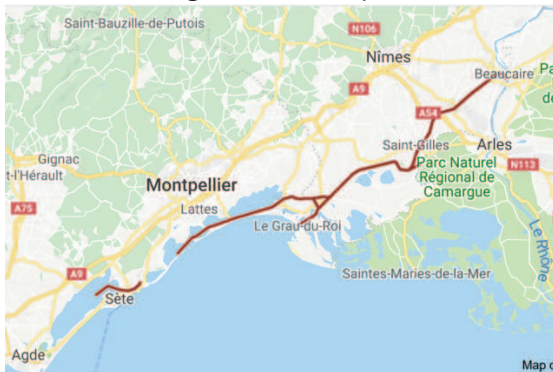 Saint-Bauzille-de-Putois
N106
Nîmes
A9
Beaucaire
A54
Saint-Gilles
Arles
Gignac
t-l'Hérault
Parc Naturel
Régional de
Camargue
N113
Montpellier
A75
Lattes
Le Grau-du-Roi
Le Rhône
Saintes-Maries-de-la-Mer
A9
Sète
Agde
Map